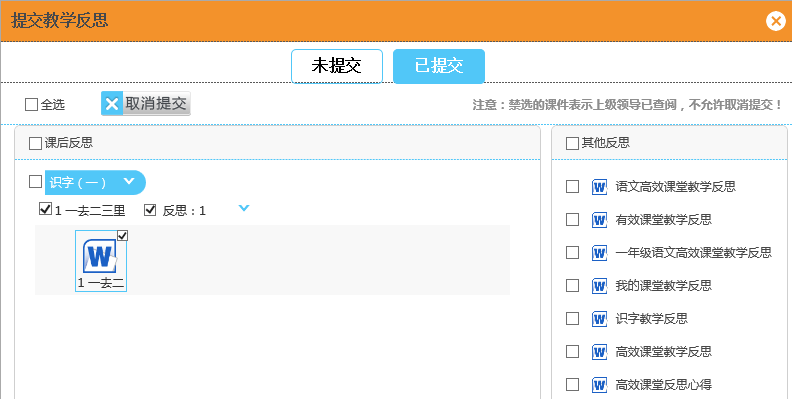 提交教学反思
未提交
已提交
全选
取消提交
注意：禁选的课件表示上级领导已查阅，不允许取消提交！
课后反思
识字（一）
1 一去二三里
反思：1
1 一去二
其他反思
语文高效课堂教学反思
有效课堂教学反思
一年级语文高效课堂教学反思
我的课堂教学反思
识字教学反思
高效课堂教学反思
高效课堂反思心得